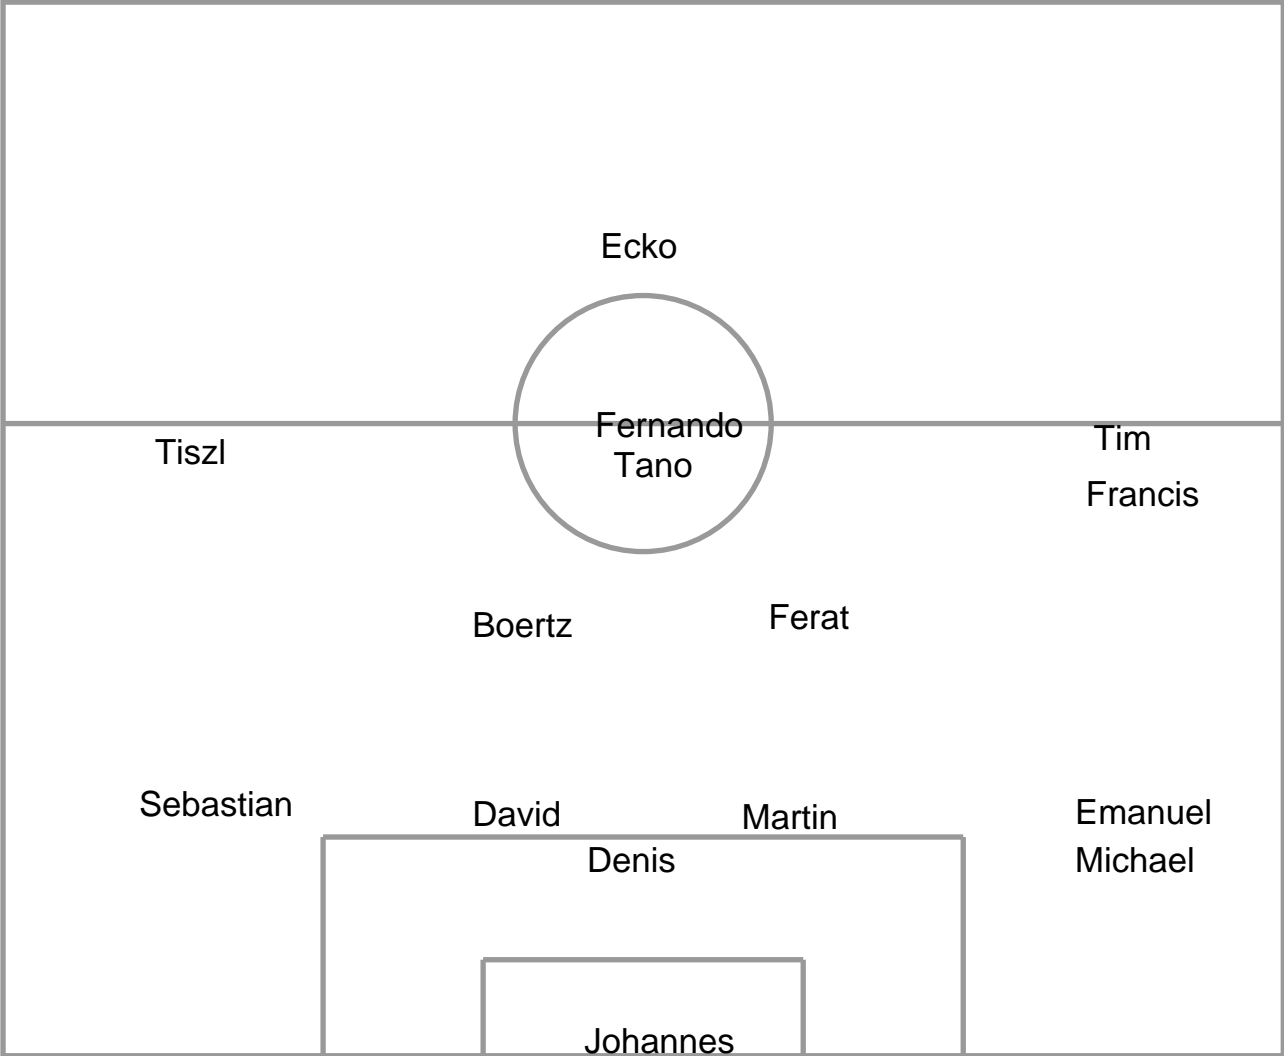 Ecko
Fernando
Tiszl
Tano
Tim
Francis
Boertz
Ferat
Sebastian
David
Martin
Emanuel
Denis
Michael
Johannes